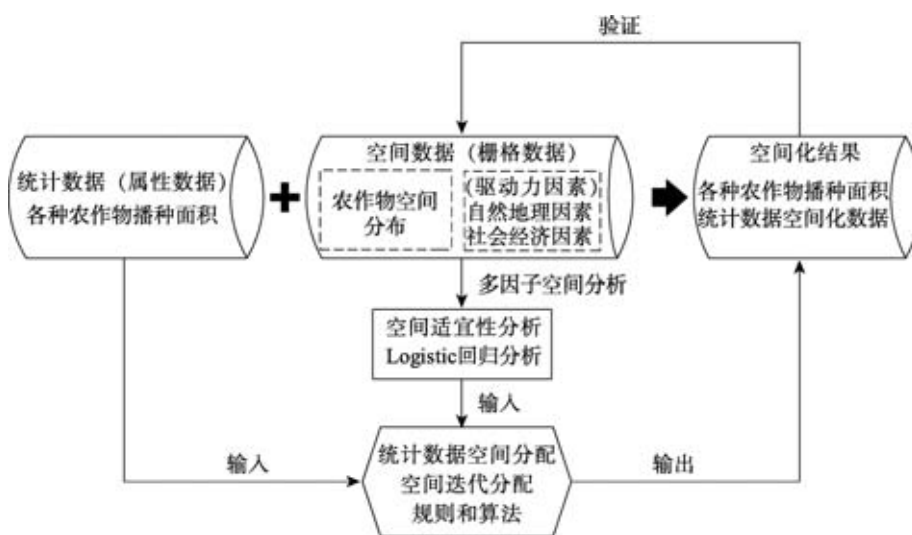 验证
统计数据（属性数据）
各种农作物播种面积
空间数据（栅格数据）
农作物空间
分布
(驱动力因素)
自然地理因素
社会经济因素
空间化结果
各种农作物播种面积
统计数据空间化数据
多因子空间分析
空间适宜性分析
Logistic回归分析
输入
输入
统计数据空间分配
空间迭代分配
规则和算法
输出